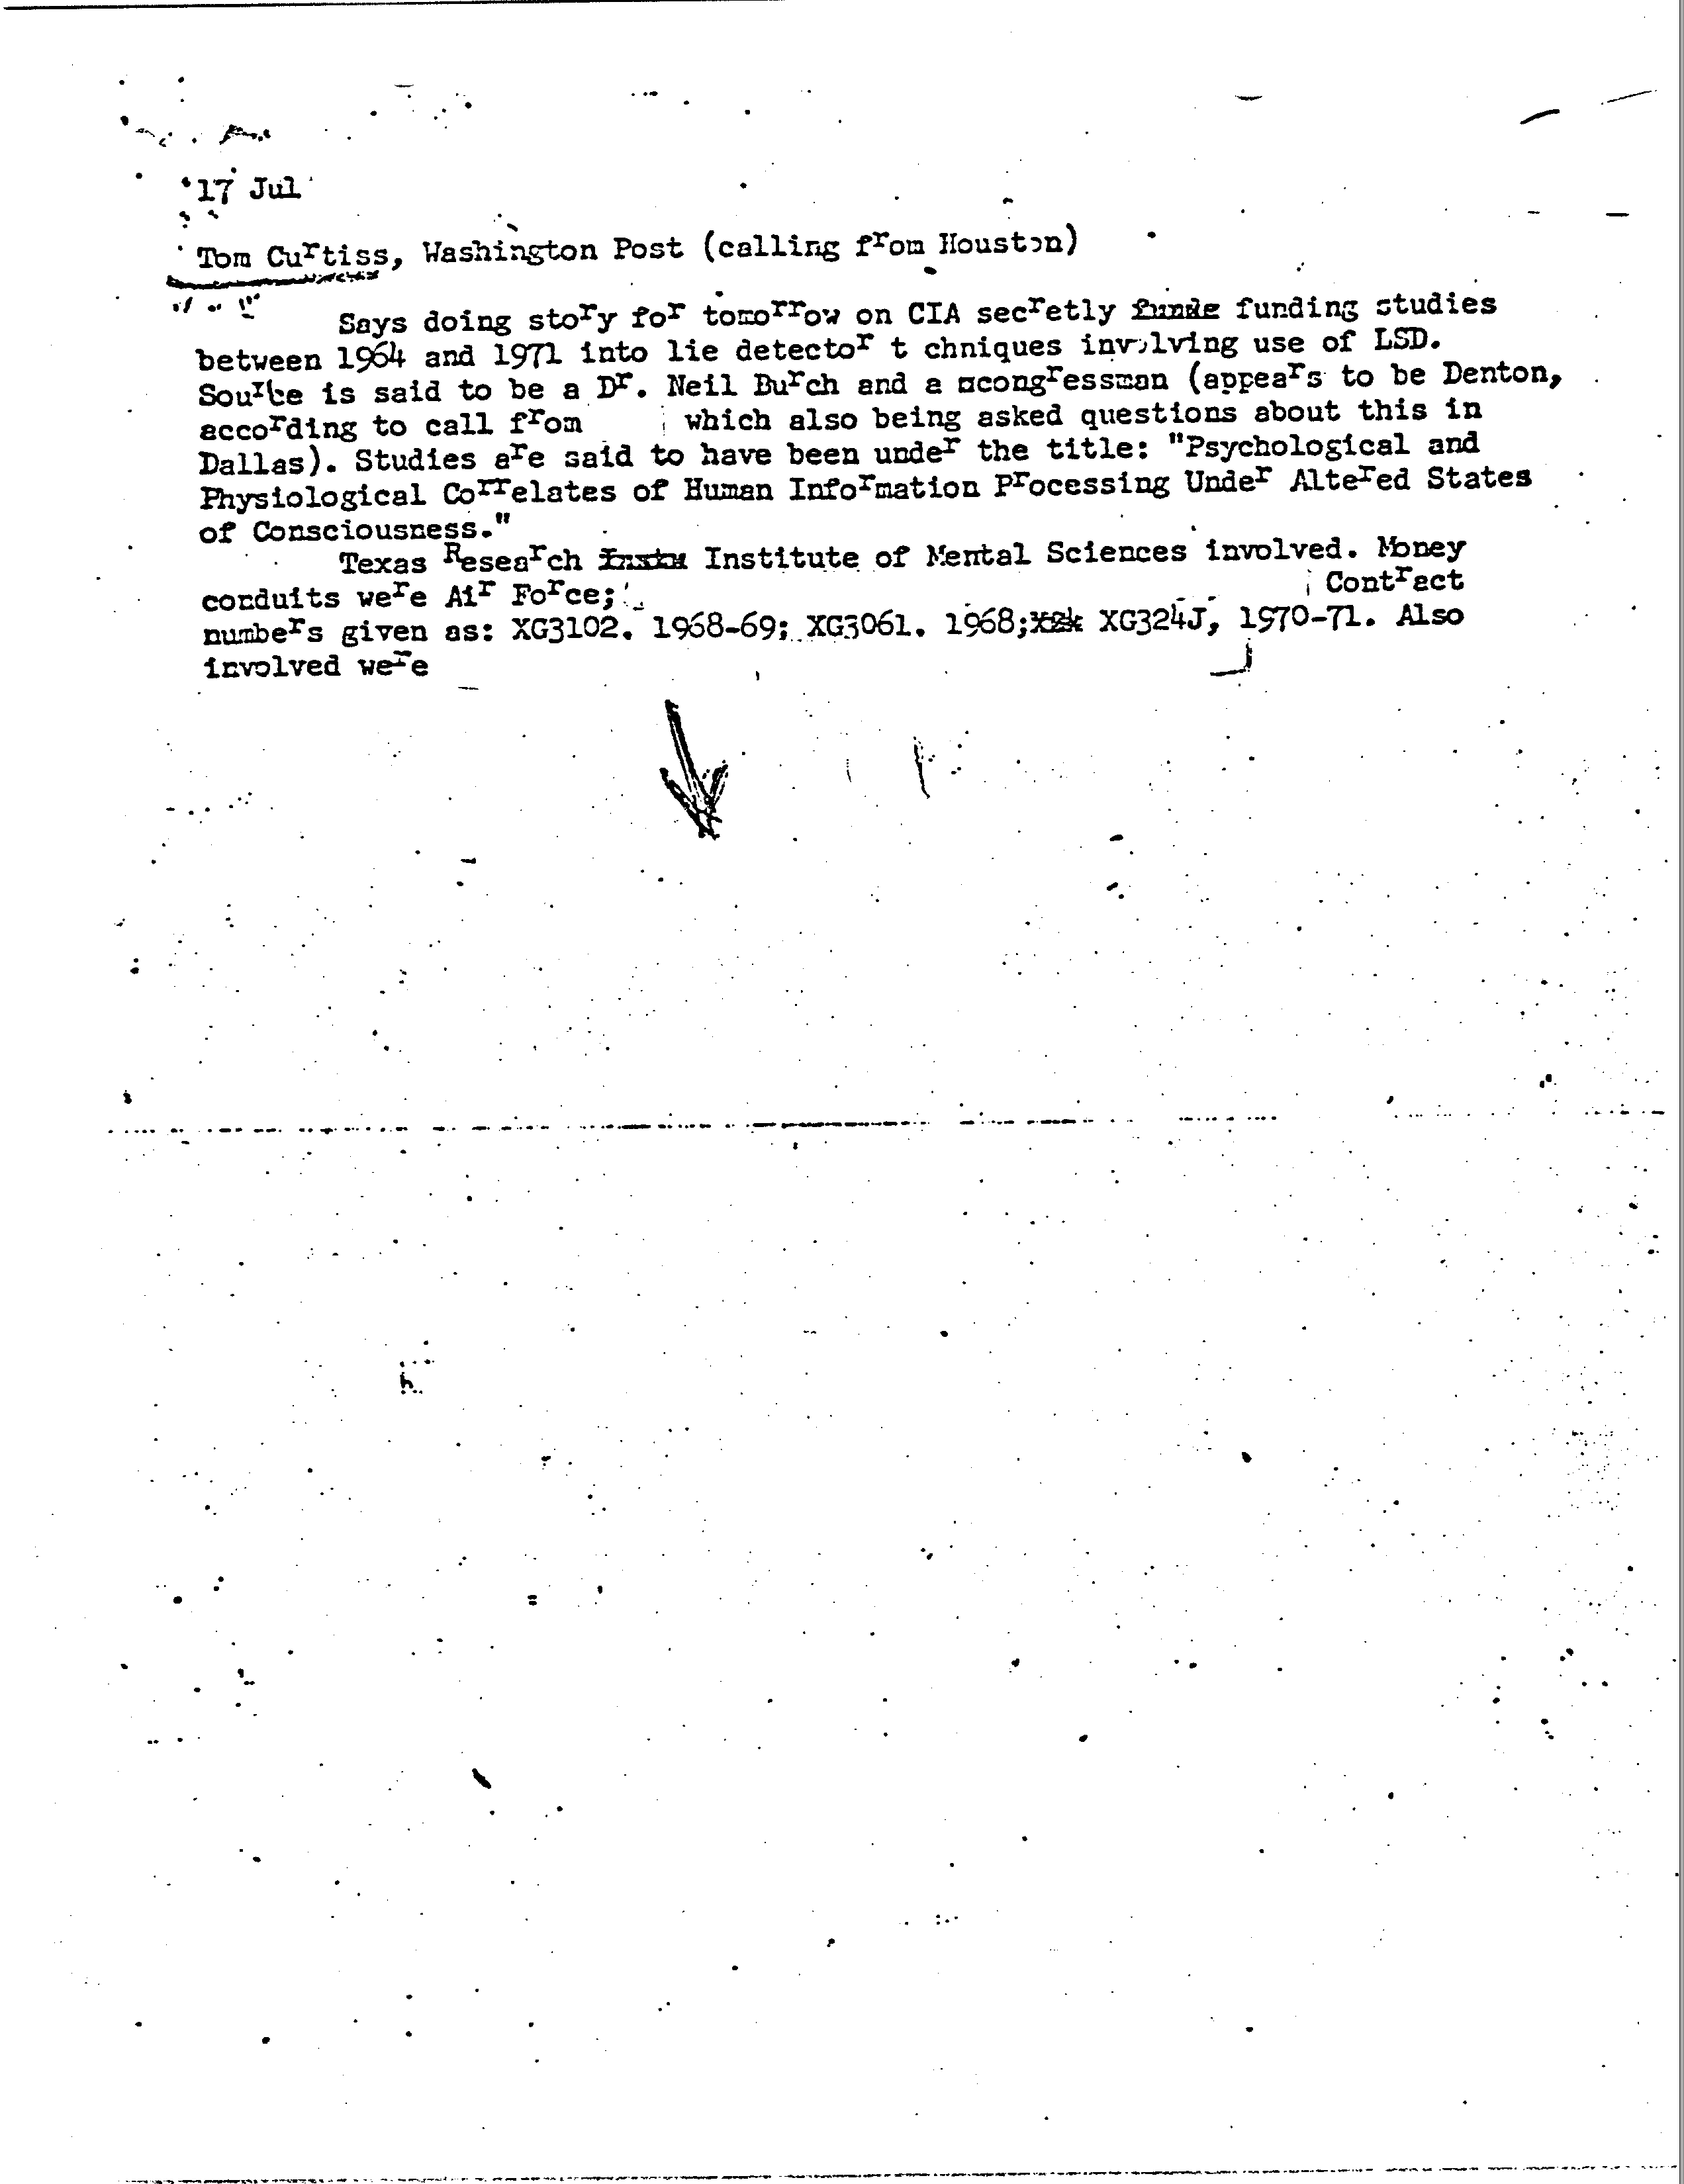 17 Jul
Tom Curtiss, Washington Post (calling from Houston)
Says doing story for tomorrow on CIA secretly funde funding studies
between 1964 and 1971 into lie detector t chniques involving use of LSD.
Source is said to be a Dr. Neil Burch and a mcongressman (appears to be Denton,
according to call from which also being asked questions about this in
Dallas). Studies are said to have been under the title: "Psychological and
Physiological Correlates of Human Information Processing Under Altered States
of Consciousness."
Texas Research Institute of Mental Sciences involved. Money
conduits were Air Force; Contract
numbers given as: XG3102. 1968-69; XG3061. 1968; XG324J, 1970-71. Also
involved were